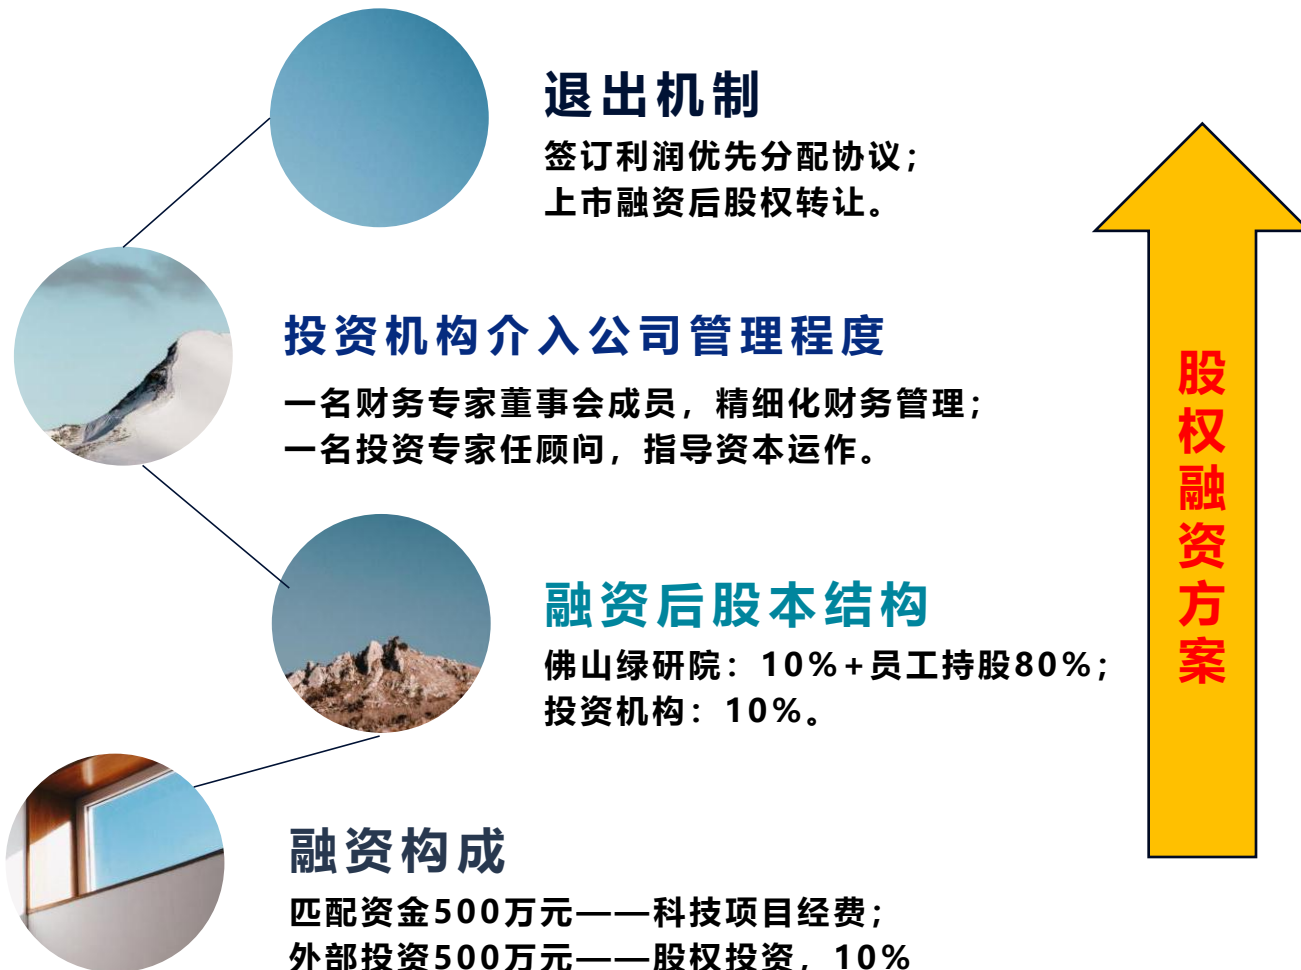 退出机制
签订利润优先分配协议；
上市融资后股权转让。
投资机构介入公司管理程度
一名财务专家董事会成员，精细化财务管理；
一名投资专家任顾问，指导资本运作。
融资后股本结构
佛山绿研院：10%+员工持股80%；
投资机构：10%。
融资构成
匹配资金500万元——科技项目经费；
外部投资500万元——股权投资，10%
股权融资方案